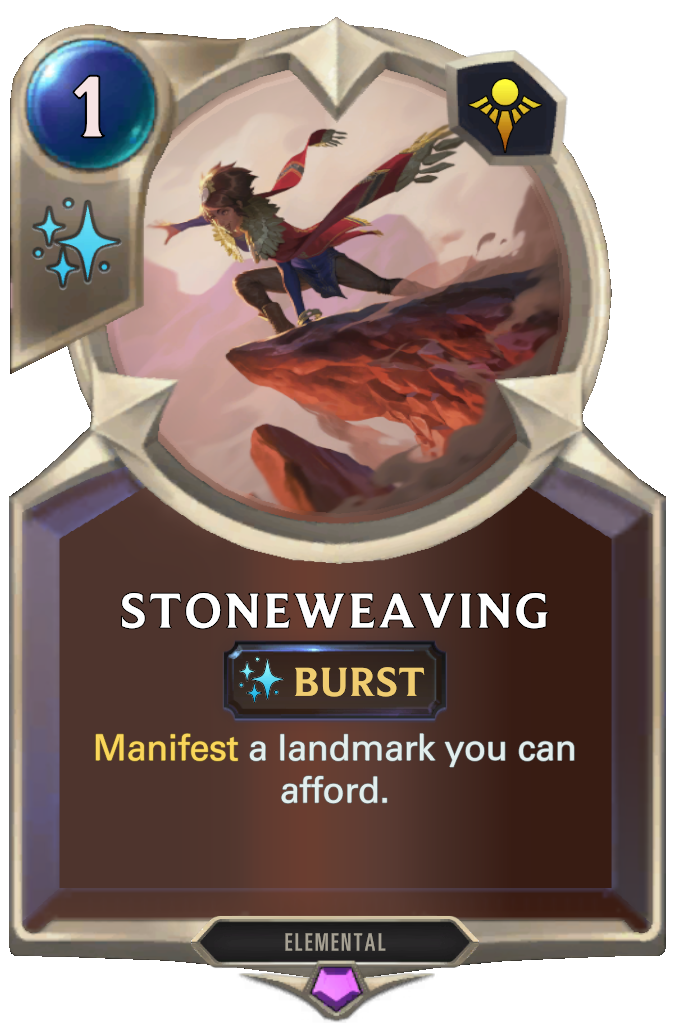 1
STONEWEAVING
BURST
Manifest a landmark you can
afford.
ELEMENTAL